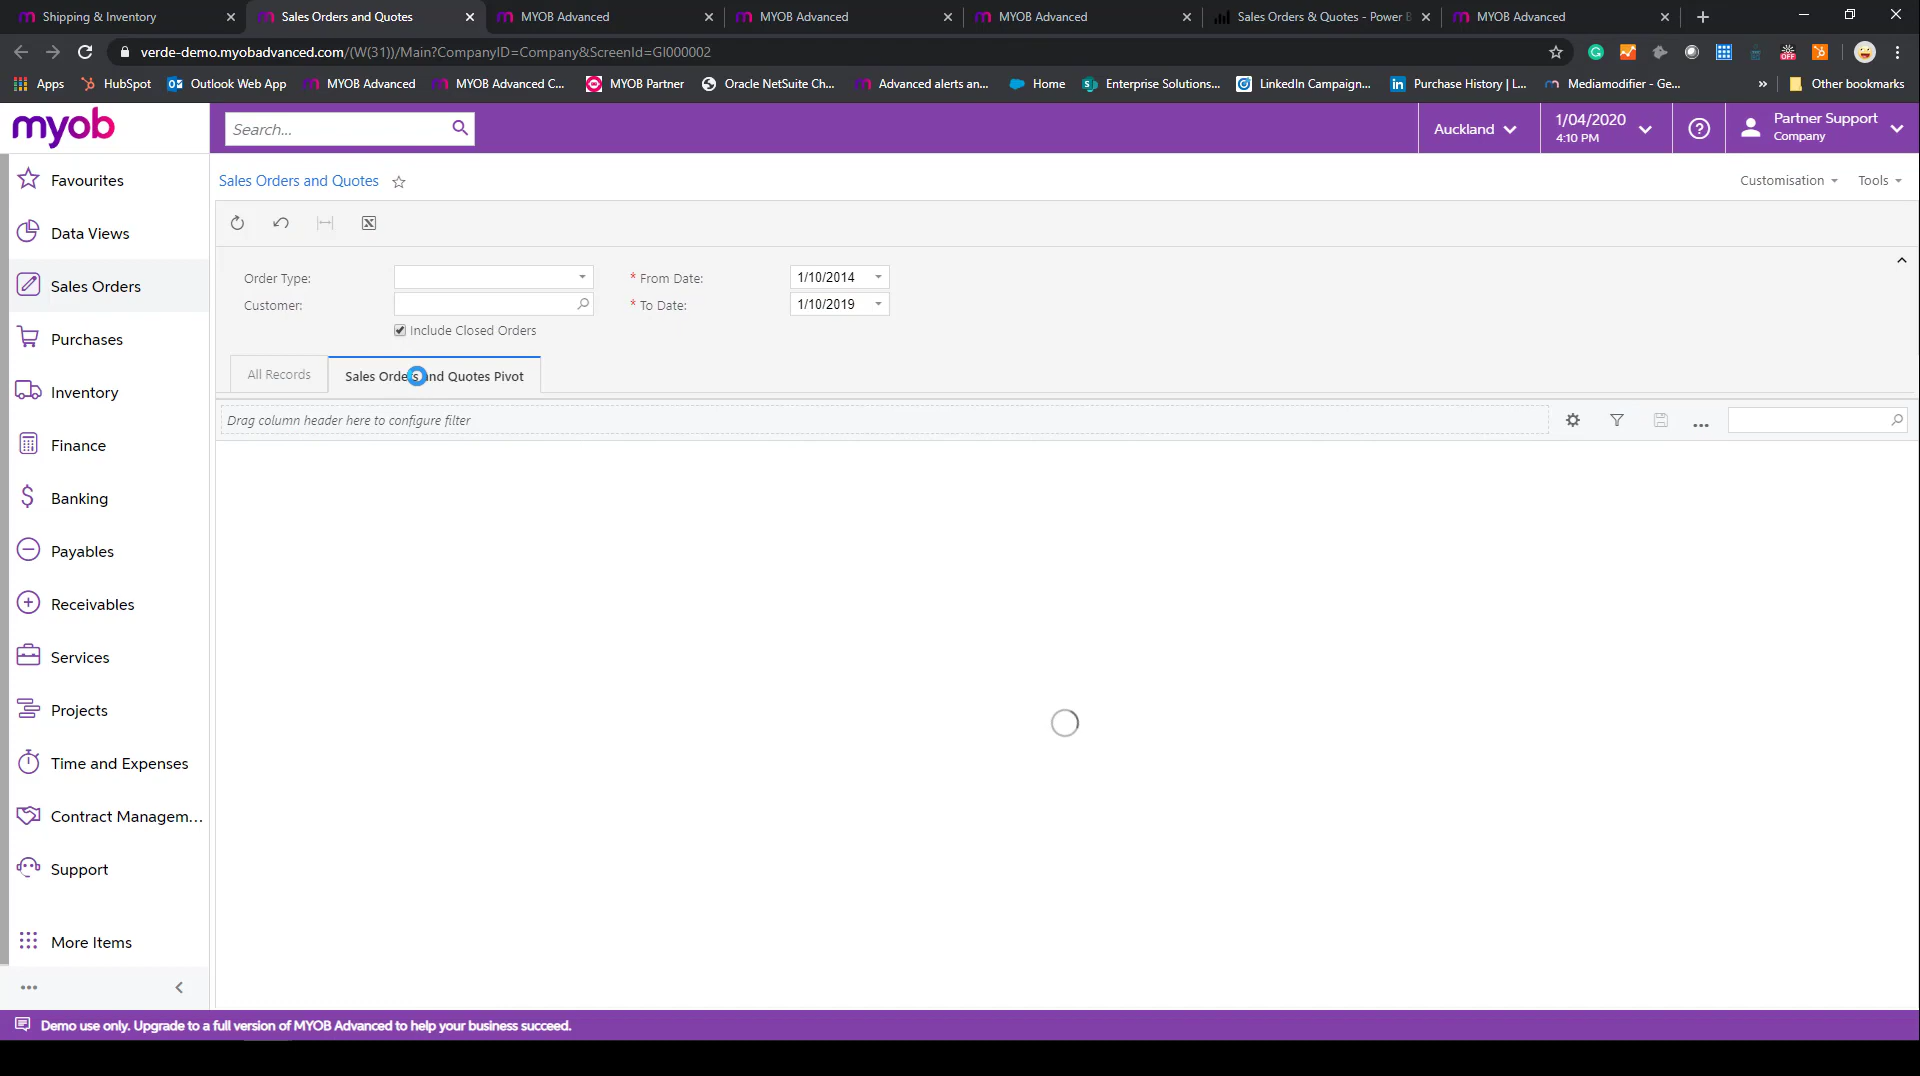 Shipping & Inventory
Sales Orders and Quotes
MYOB Advanced
MYOB Advanced
MYOB Advanced
Sales Orders & Quotes - Power B
MYOB Advanced
verde-demo.myobadvanced.com/(W(31))/Main?CompanyID=Company&ScreenId=GI000002
Apps
HubSpot
Outlook Web App
MYOB Advanced
MYOB Advanced C...
MYOB Partner
Oracle NetSuite Ch...
Advanced alerts an...
Home
Enterprise Solutions...
LinkedIn Campaign...
Purchase History | L...
Mediamodifier - Ge...
»
Other bookmarks
myob
Search...
Auckland
1/04/2020
4:10 PM
Partner Support
Company
Favourites
Data Views
Sales Orders
Purchases
Inventory
Finance
Banking
Payables
Receivables
Services
Projects
Time and Expenses
Contract Managem...
Support
More Items
Sales Orders and Quotes
Customisation
Tools
Order Type:
* From Date:
1/10/2014
Customer:
* To Date:
1/10/2019
Include Closed Orders
All Records
Sales Orders and Quotes Pivot
Drag column header here to configure filter
Demo use only. Upgrade to a full version of MYOB Advanced to help your business succeed.